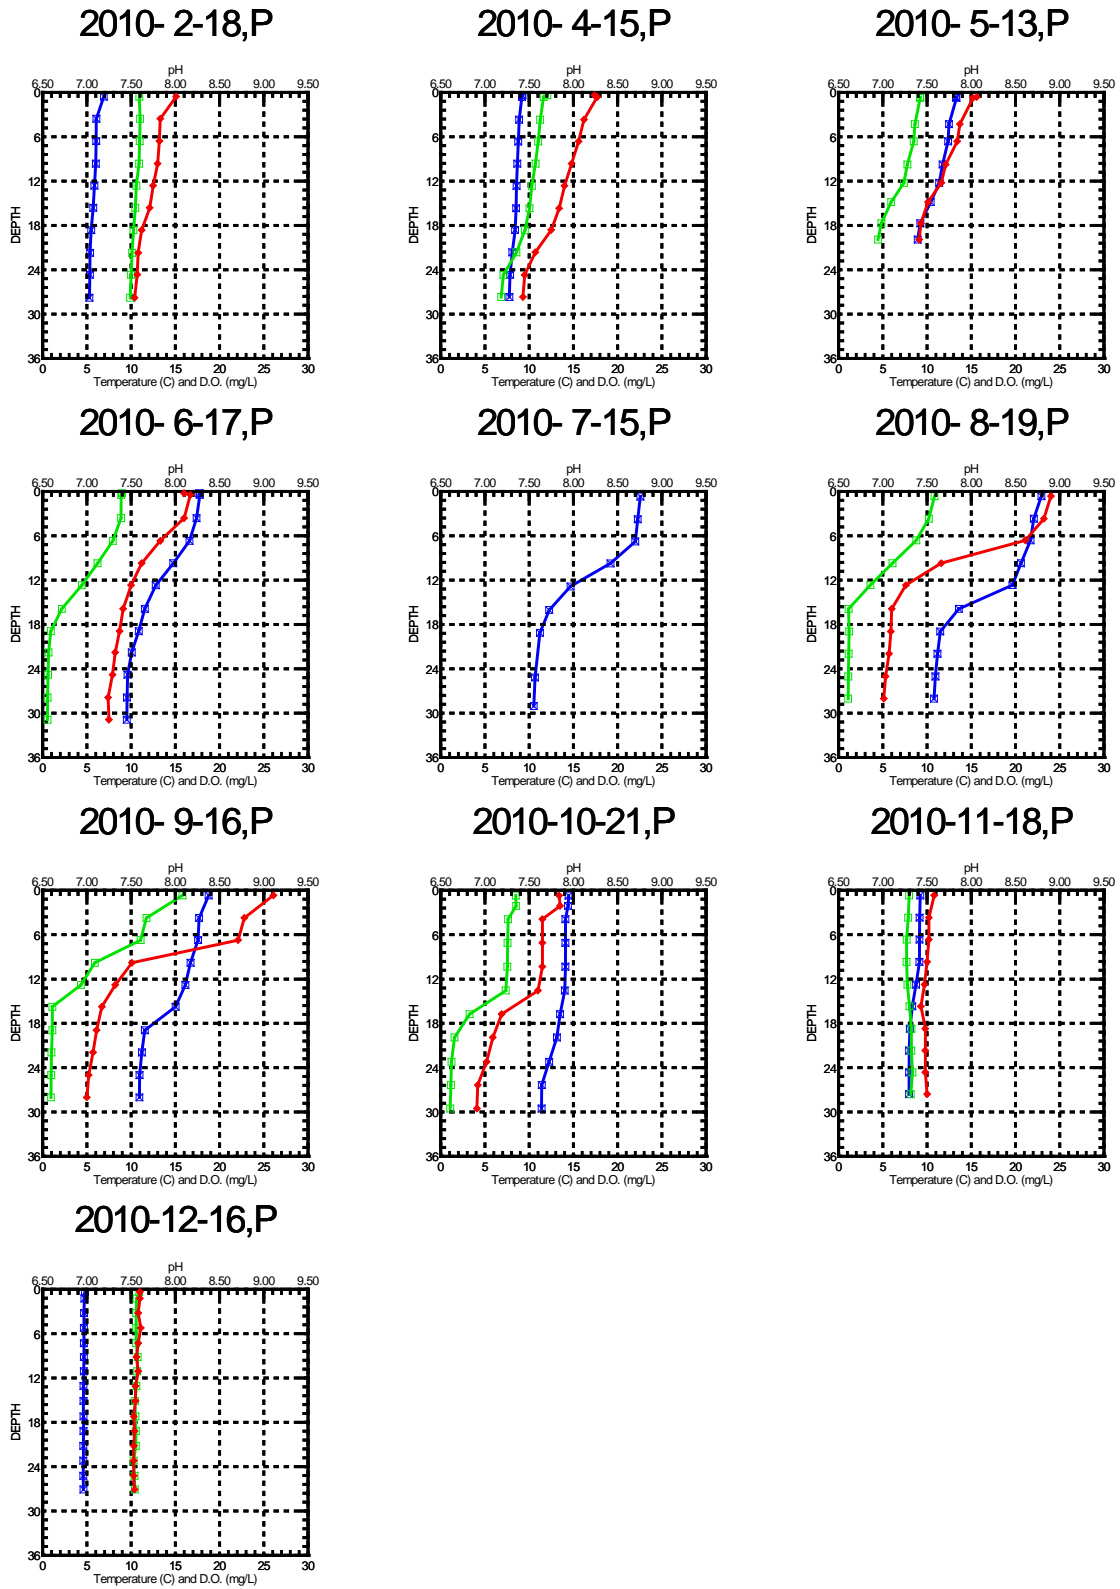 2010- 2-18,P
pH
6.50 7.00 7.50 8.00 8.50 9.00 9.50
0
6
12
18
24
30
36
DEPTH
0 5 10 15 20 25 30
Temperature (C) and D.O. (mg/L)
2010- 4-15,P
pH
6.50 7.00 7.50 8.00 8.50 9.00 9.50
0
6
12
18
24
30
36
DEPTH
0 5 10 15 20 25 30
Temperature (C) and D.O. (mg/L)
2010- 5-13,P
pH
6.50 7.00 7.50 8.00 8.50 9.00 9.50
0
6
12
18
24
30
36
DEPTH
0 5 10 15 20 25 30
Temperature (C) and D.O. (mg/L)
2010- 6-17,P
pH
6.50 7.00 7.50 8.00 8.50 9.00 9.50
0
6
12
18
24
30
36
DEPTH
0 5 10 15 20 25 30
Temperature (C) and D.O. (mg/L)
2010- 7-15,P
pH
6.50 7.00 7.50 8.00 8.50 9.00 9.50
0
6
12
18
24
30
36
DEPTH
0 5 10 15 20 25 30
Temperature (C) and D.O. (mg/L)
2010- 8-19,P
pH
6.50 7.00 7.50 8.00 8.50 9.00 9.50
0
6
12
18
24
30
36
DEPTH
0 5 10 15 20 25 30
Temperature (C) and D.O. (mg/L)
2010- 9-16,P
pH
6.50 7.00 7.50 8.00 8.50 9.00 9.50
0
6
12
18
24
30
36
DEPTH
0 5 10 15 20 25 30
Temperature (C) and D.O. (mg/L)
2010-10-21,P
pH
6.50 7.00 7.50 8.00 8.50 9.00 9.50
0
6
12
18
24
30
36
DEPTH
0 5 10 15 20 25 30
Temperature (C) and D.O. (mg/L)
2010-11-18,P
pH
6.50 7.00 7.50 8.00 8.50 9.00 9.50
0
6
12
18
24
30
36
DEPTH
0 5 10 15 20 25 30
Temperature (C) and D.O. (mg/L)
2010-12-16,P
pH
6.50 7.00 7.50 8.00 8.50 9.00 9.50
0
6
12
18
24
30
36
DEPTH
0 5 10 15 20 25 30
Temperature (C) and D.O. (mg/L)